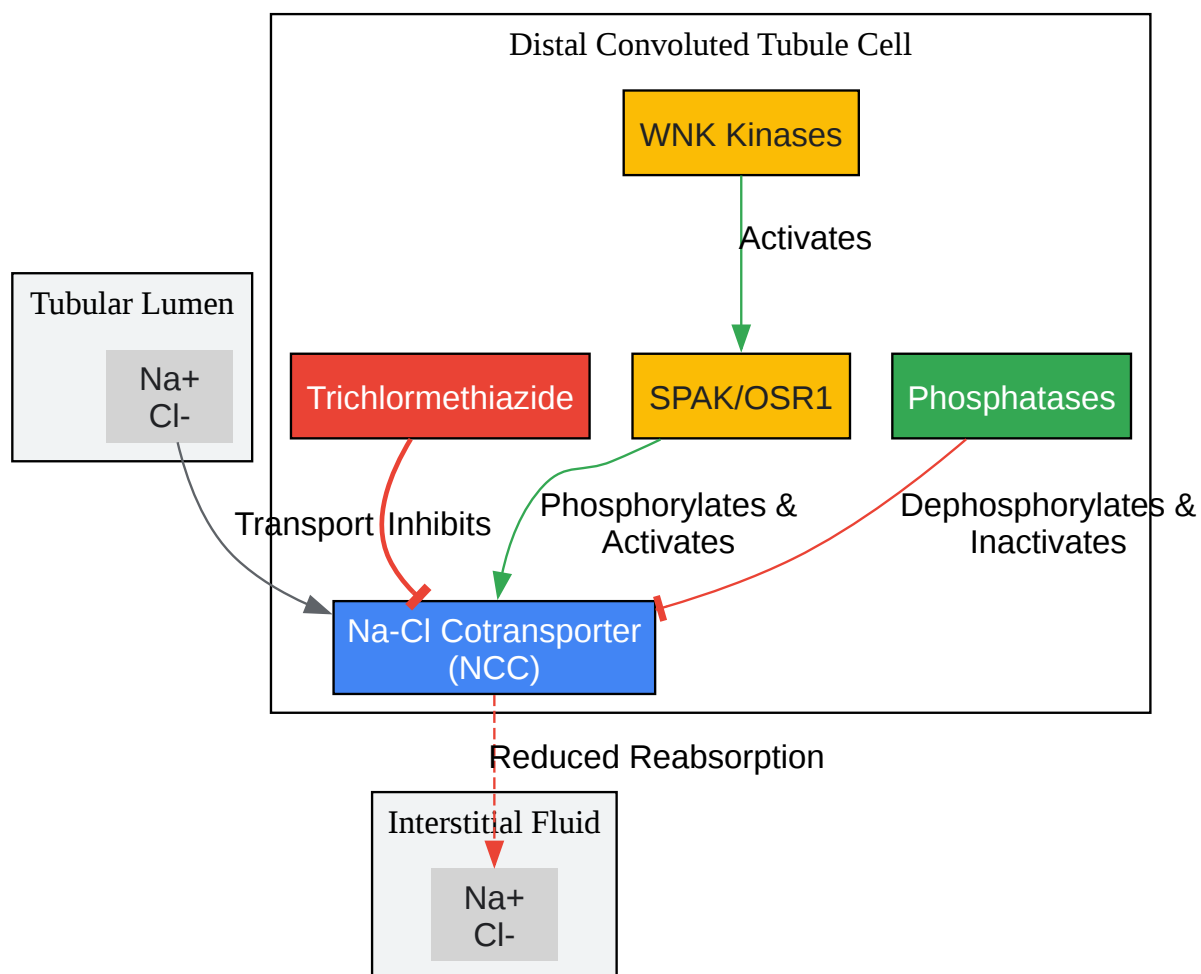 Distal Convoluted Tubule Cell
WNK Kinases
Activates
Tubular Lumen
Na+
Cl-
Trichlormethiazide
SPAK/OSR1
Phosphatases
Transport
Inhibits
Phosphorylates &
Activates
Dephosphorylates &
Inactivates
Na-Cl Cotransporter
(NCC)
Reduced Reabsorption
Interstitial Fluid
Na+
Cl-